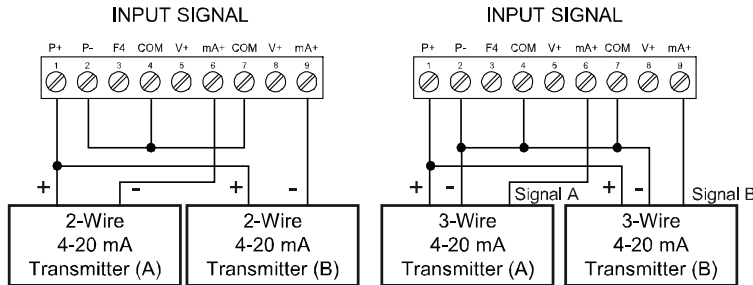 INPUT SIGNAL
P+ P- F4 COM V+ mA+ COM V+ mA+
1 2 3 4 5 6 7 8 9
+ - + -
2-Wire
4-20 mA
Transmitter (A)
2-Wire
4-20 mA
Transmitter (B)
INPUT SIGNAL
P+ P- F4 COM V+ mA+ COM V+ mA+
1 2 3 4 5 6 7 8 9
+ - Signal A + - Signal B
3-Wire
4-20 mA
Transmitter (A)
3-Wire
4-20 mA
Transmitter (B)